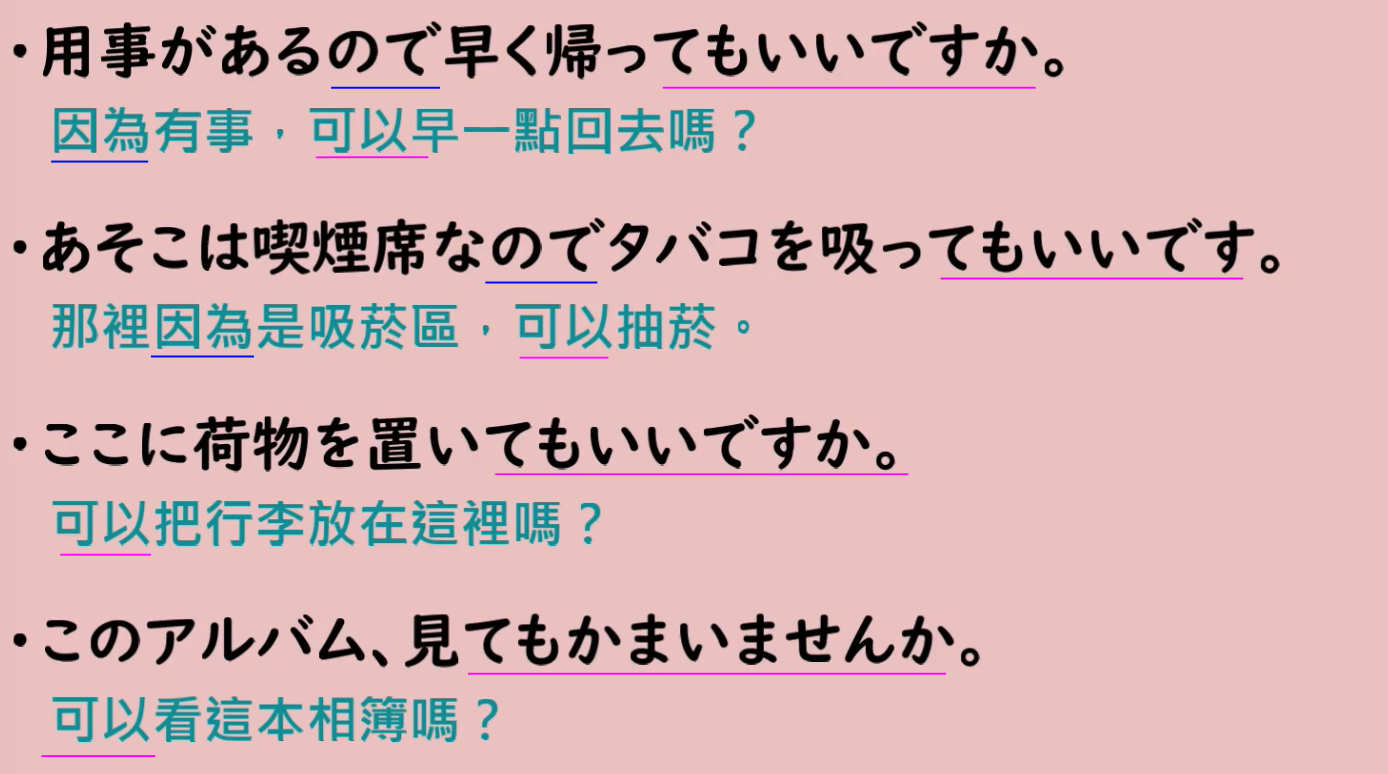 ・用事があるので早く帰ってもいいですか。
因為有事，可以早一點回去嗎？
・あそこは喫煙席なのでタバコを吸ってもいいです。
那裡因為是吸菸區，可以抽菸。
・ここに荷物を置いてもいいですか。
可以把行李放在這裡嗎？
・このアルバム、見てもかまいませんか。
可以看這本相簿嗎？